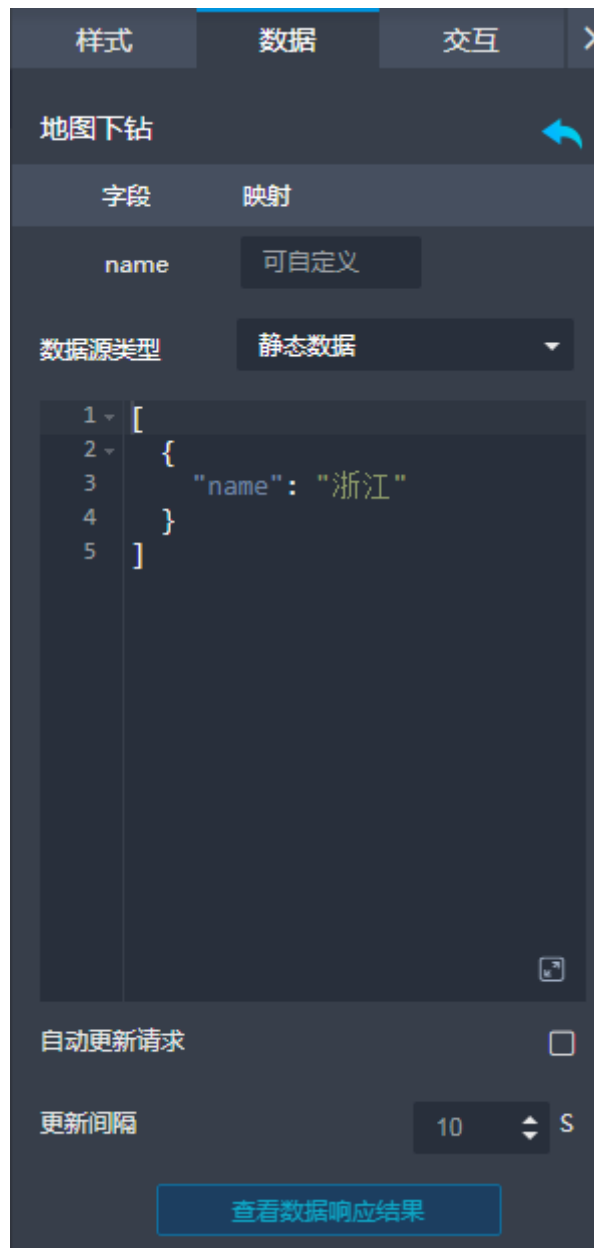 样式 数据 交互
地图下钻
字段 映射
name 可自定义
数据源类型 静态数据
1 [
2 {
3 "name": "浙江"
4 }
5 ]
自动更新请求
更新间隔 10 S
查看数据响应结果